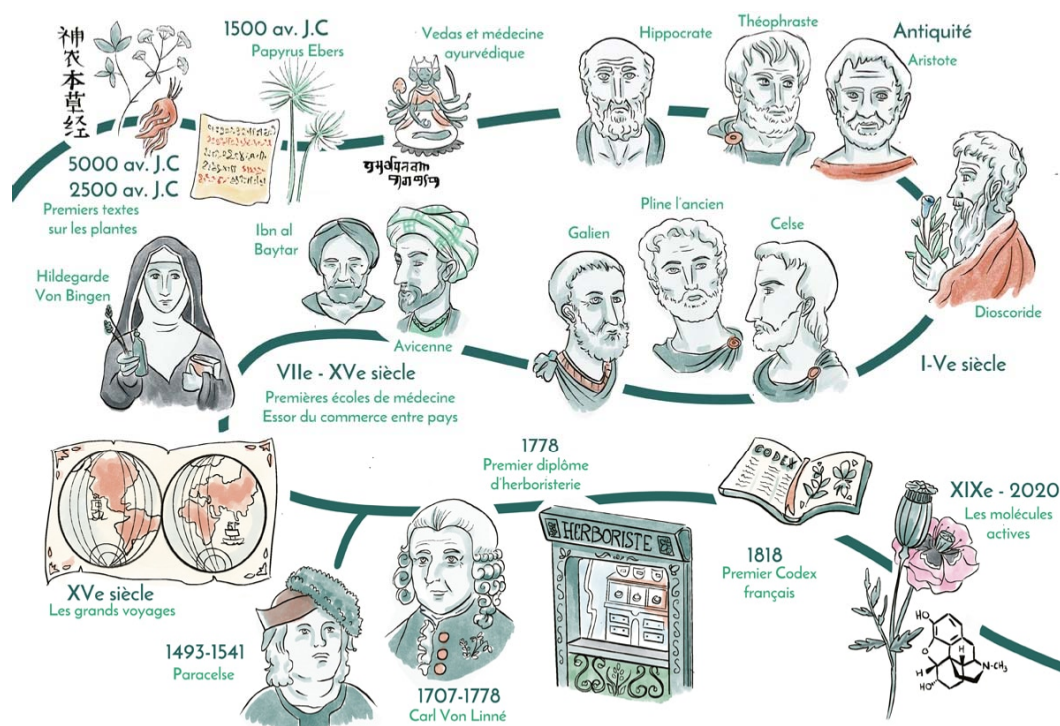 神农本草经
5000 av. J.C
2500 av. J.C
Premiers textes
sur les plantes
1500 av. J.C
Papyrus Ebers
Vedas et médecine
ayurvédique
Hippocrate
Théophraste
Antiquité
Aristote
Dioscoride
I-Ve siècle
Celse
Pline l'ancien
Galien
Avicenne
Ibn al
Baytar
VIIe - XVe siècle
Premières écoles de médecine
Essor du commerce entre pays
Hildegarde
Von Bingen
XVe siècle
Les grands voyages
1493-1541
Paracelse
1707-1778
Carl Von Linné
1778
Premier diplôme
d'herboristerie
HERBORISTE
CODEX
1818
Premier Codex
français
XIXe - 2020
Les molécules
actives
HO
O
H
HO
H
N-CH₃